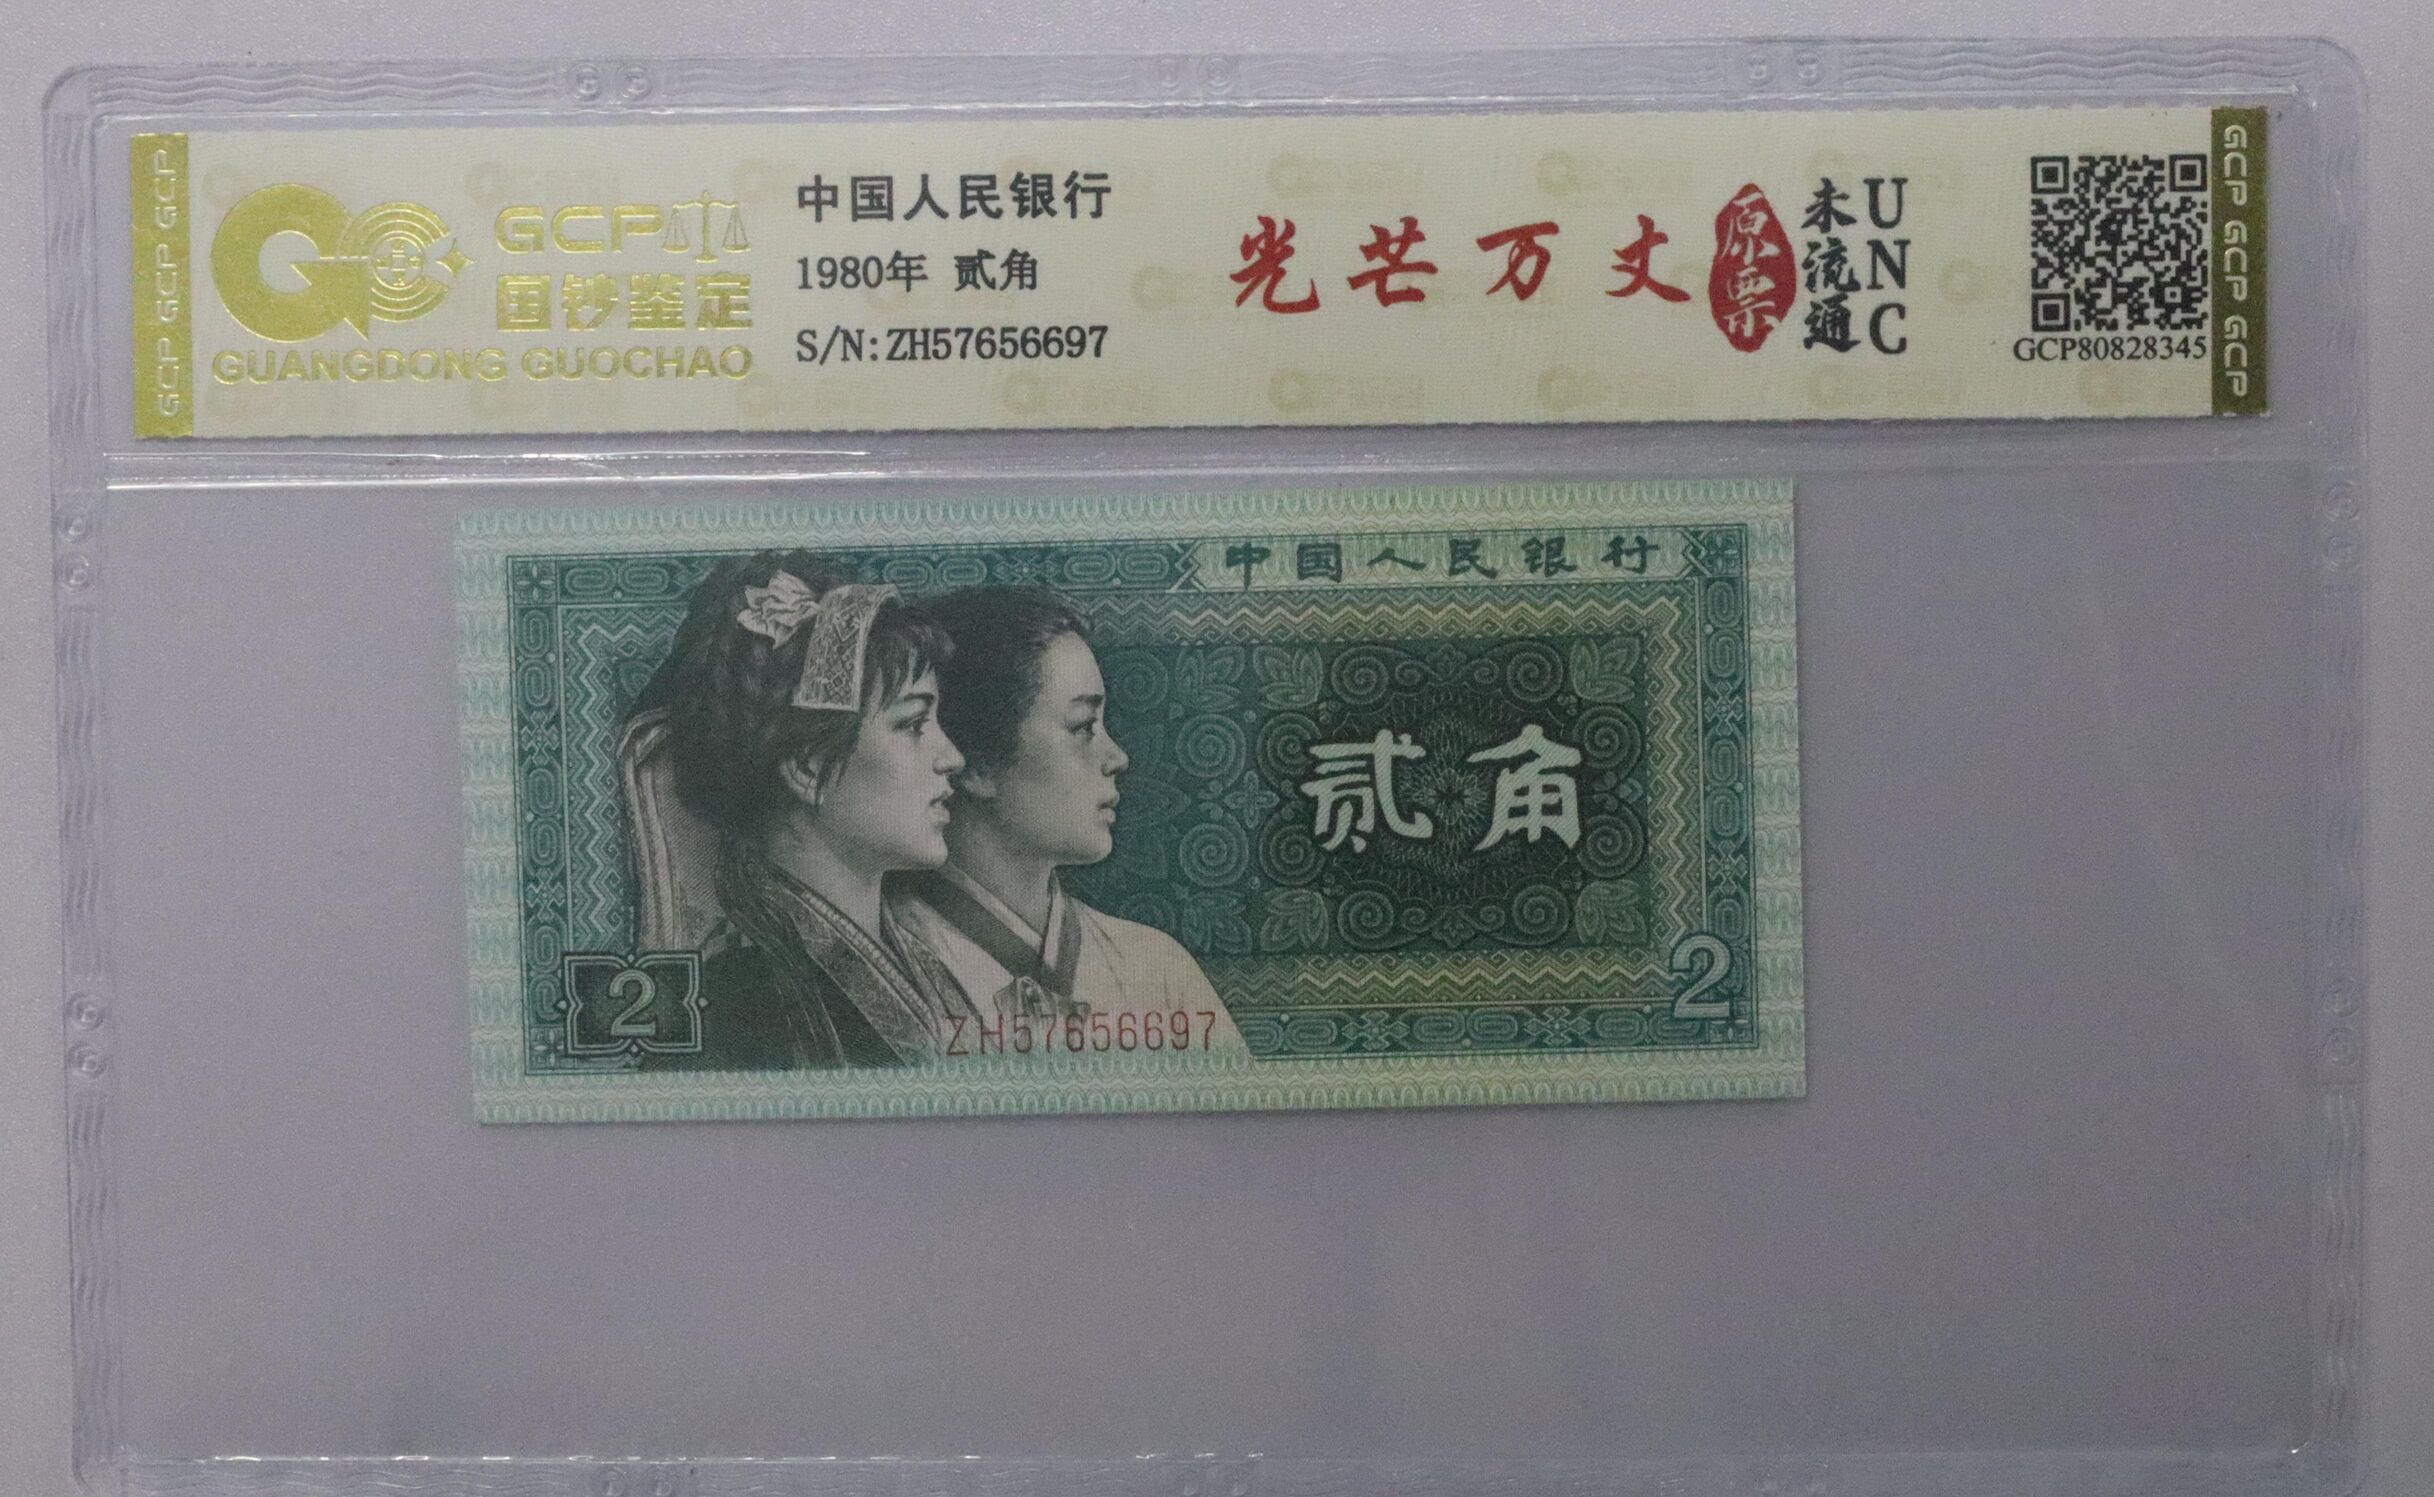 GCP GCP GCP
GCP
国钞鉴定
GUANGDONG GUOCHAO
中国人民银行
1980年 贰角
S/N:ZH57656697
光芒万丈
原票
未流通
UNC
GCP80828345
GCP GCP GCP
中国人民银行
贰角
2
2
ZH57656697